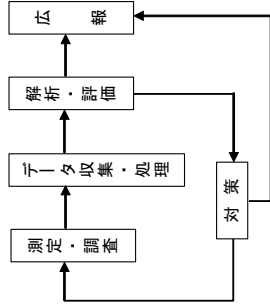 広　　報
解析・評価
データ収集・処理
測定・調査
対　策